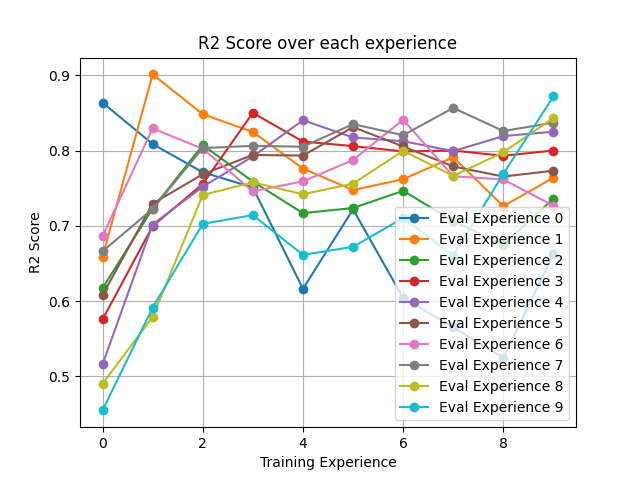 R2 Score over each experience
0.9
0.8
0.7
0.6
0.5
R2 Score
0
2
4
6
8
Training Experience
Eval Experience 0
Eval Experience 1
Eval Experience 2
Eval Experience 3
Eval Experience 4
Eval Experience 5
Eval Experience 6
Eval Experience 7
Eval Experience 8
Eval Experience 9